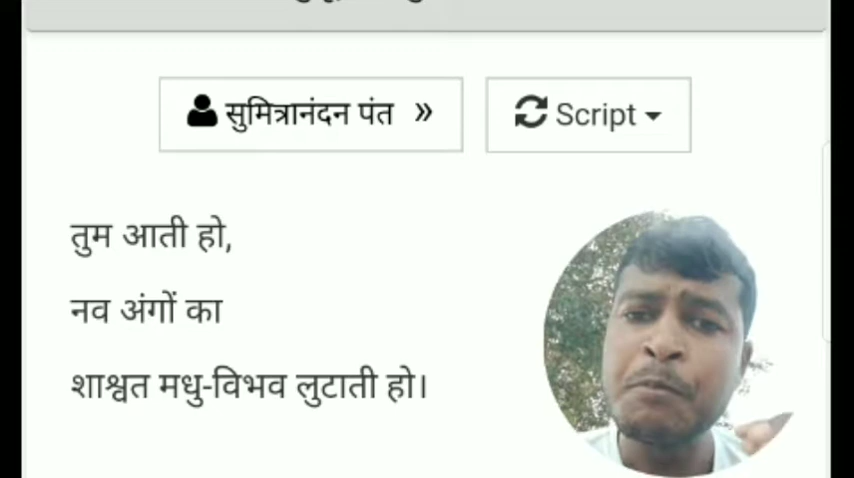 सुमित्रानंदन पंत »
Script
तुम आती हो,
नव अंगों का
शाश्वत मधु-विभव लुटाती हो।